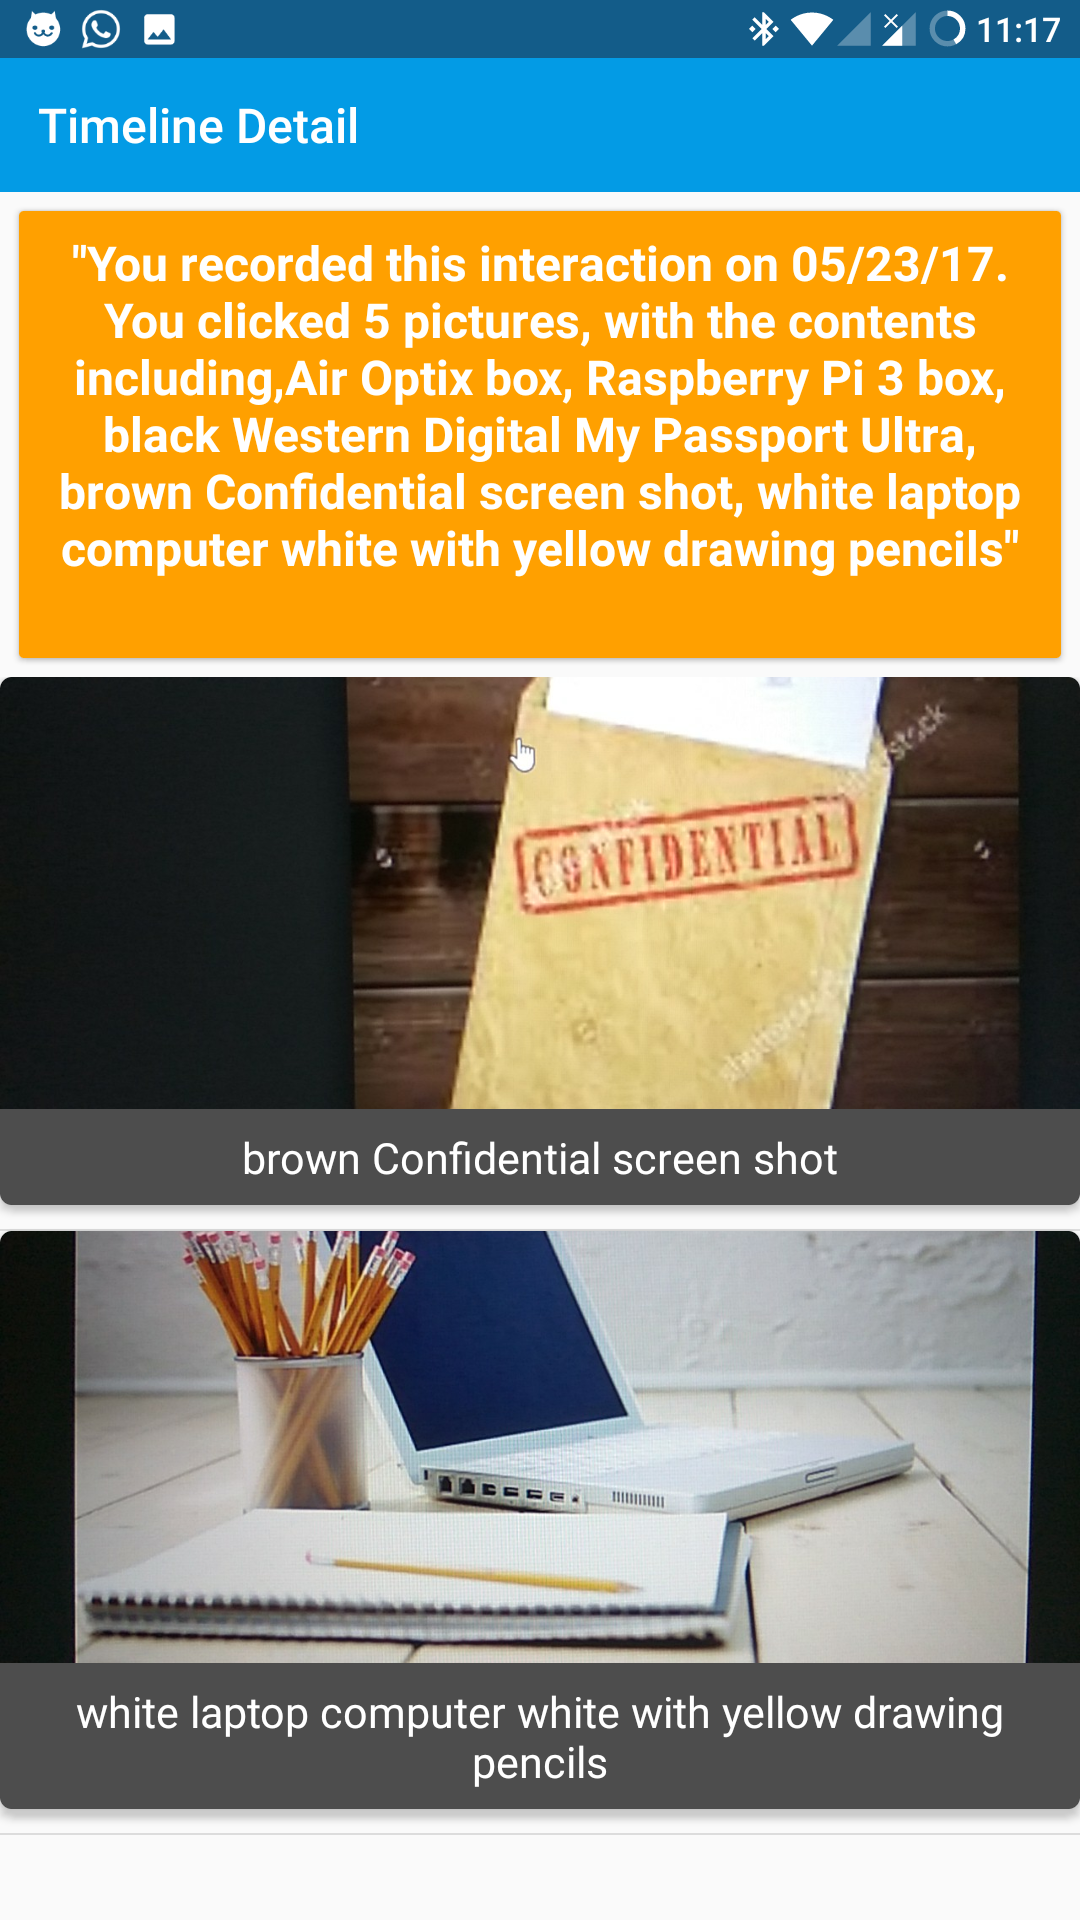 11:17
Timeline Detail
"You recorded this interaction on 05/23/17.
You clicked 5 pictures, with the contents
including,Air Optix box, Raspberry Pi 3 box,
black Western Digital My Passport Ultra,
brown Confidential screen shot, white laptop
computer white with yellow drawing pencils"
CONFIDENTIAL
brown Confidential screen shot
white laptop computer white with yellow drawing
pencils